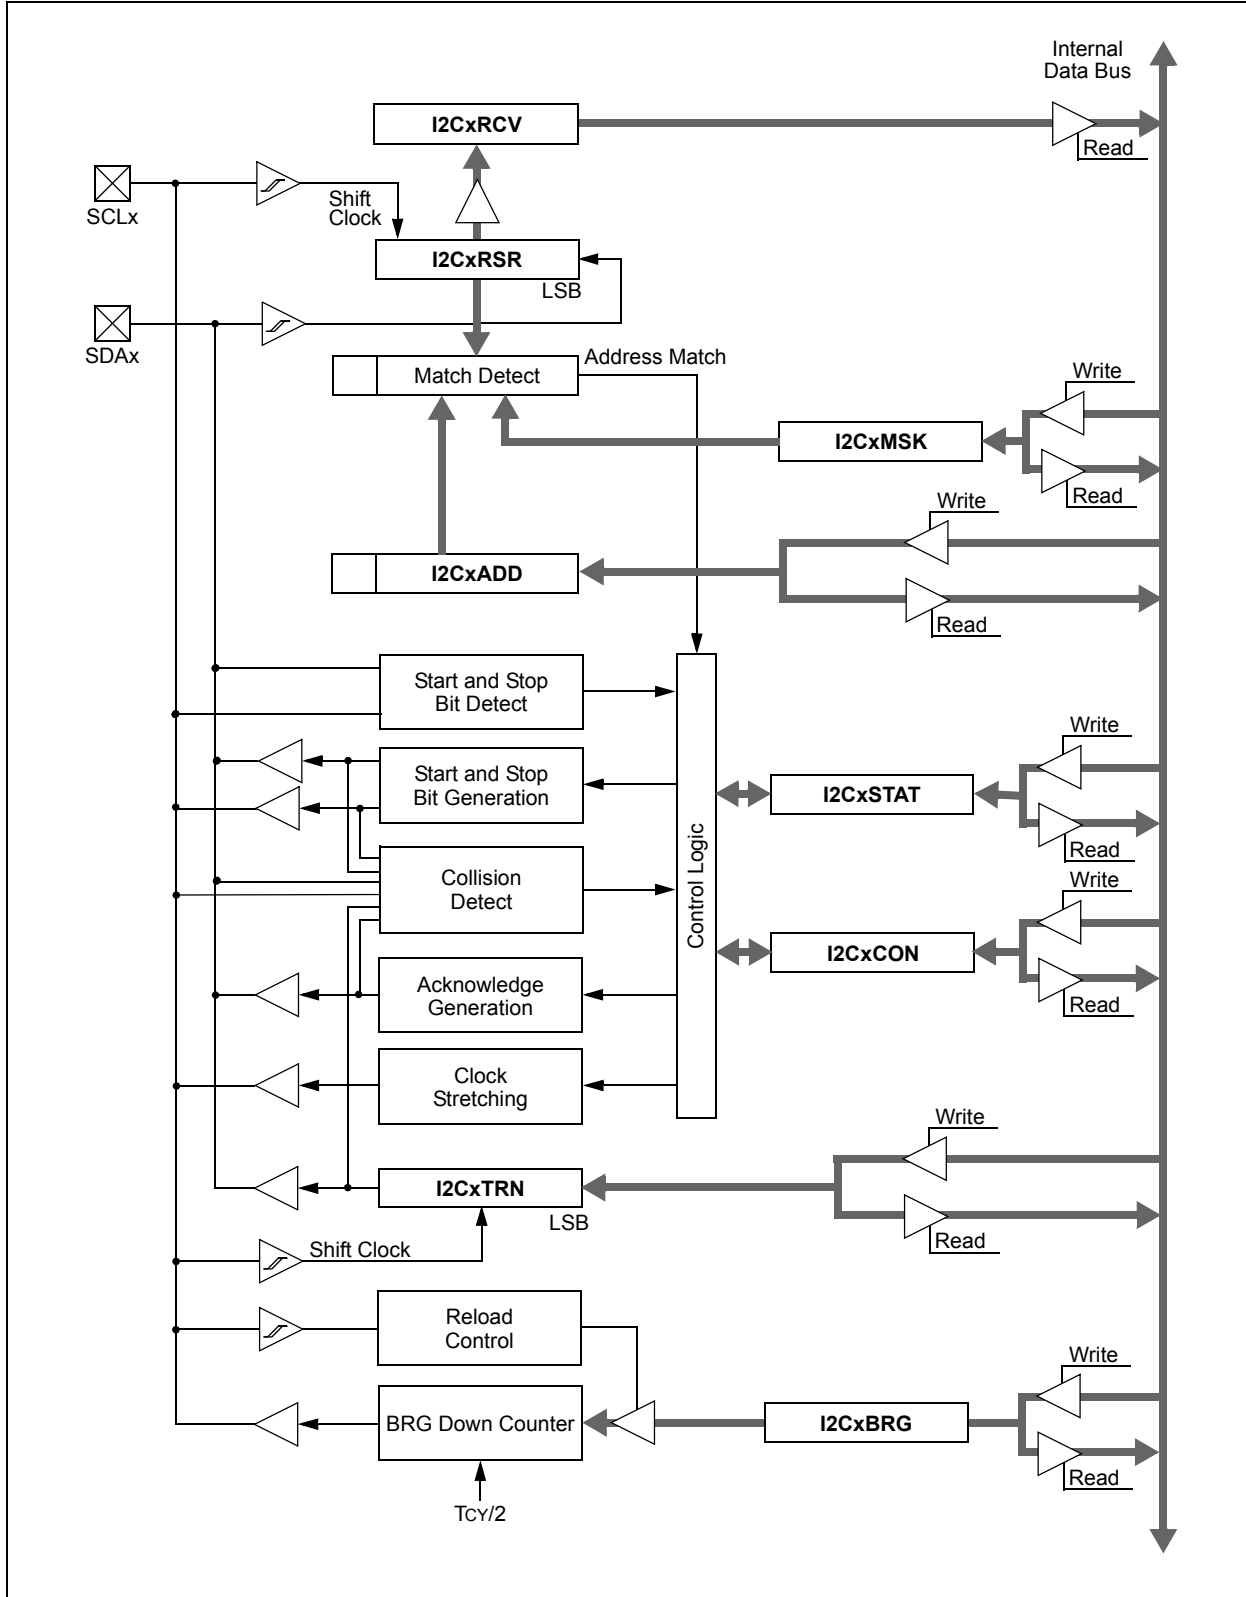 Internal
Data Bus
I2CxRCV
Read
SCLx
Shift
Clock
I2CxRSR
LSB
SDAx
Address Match
Match Detect
Write
I2CxMSK
Read
Write
I2CxADD
Read
Start and Stop
Bit Detect
Write
Start and Stop
Bit Generation
I2CxSTAT
Read
Control Logic
Collision
Detect
Write
I2CxCON
Read
Acknowledge
Generation
Clock
Stretching
Write
I2CxTRN
LSB
Read
Shift Clock
Reload
Control
Write
BRG Down Counter
I2CxBRG
Read
TCY/2